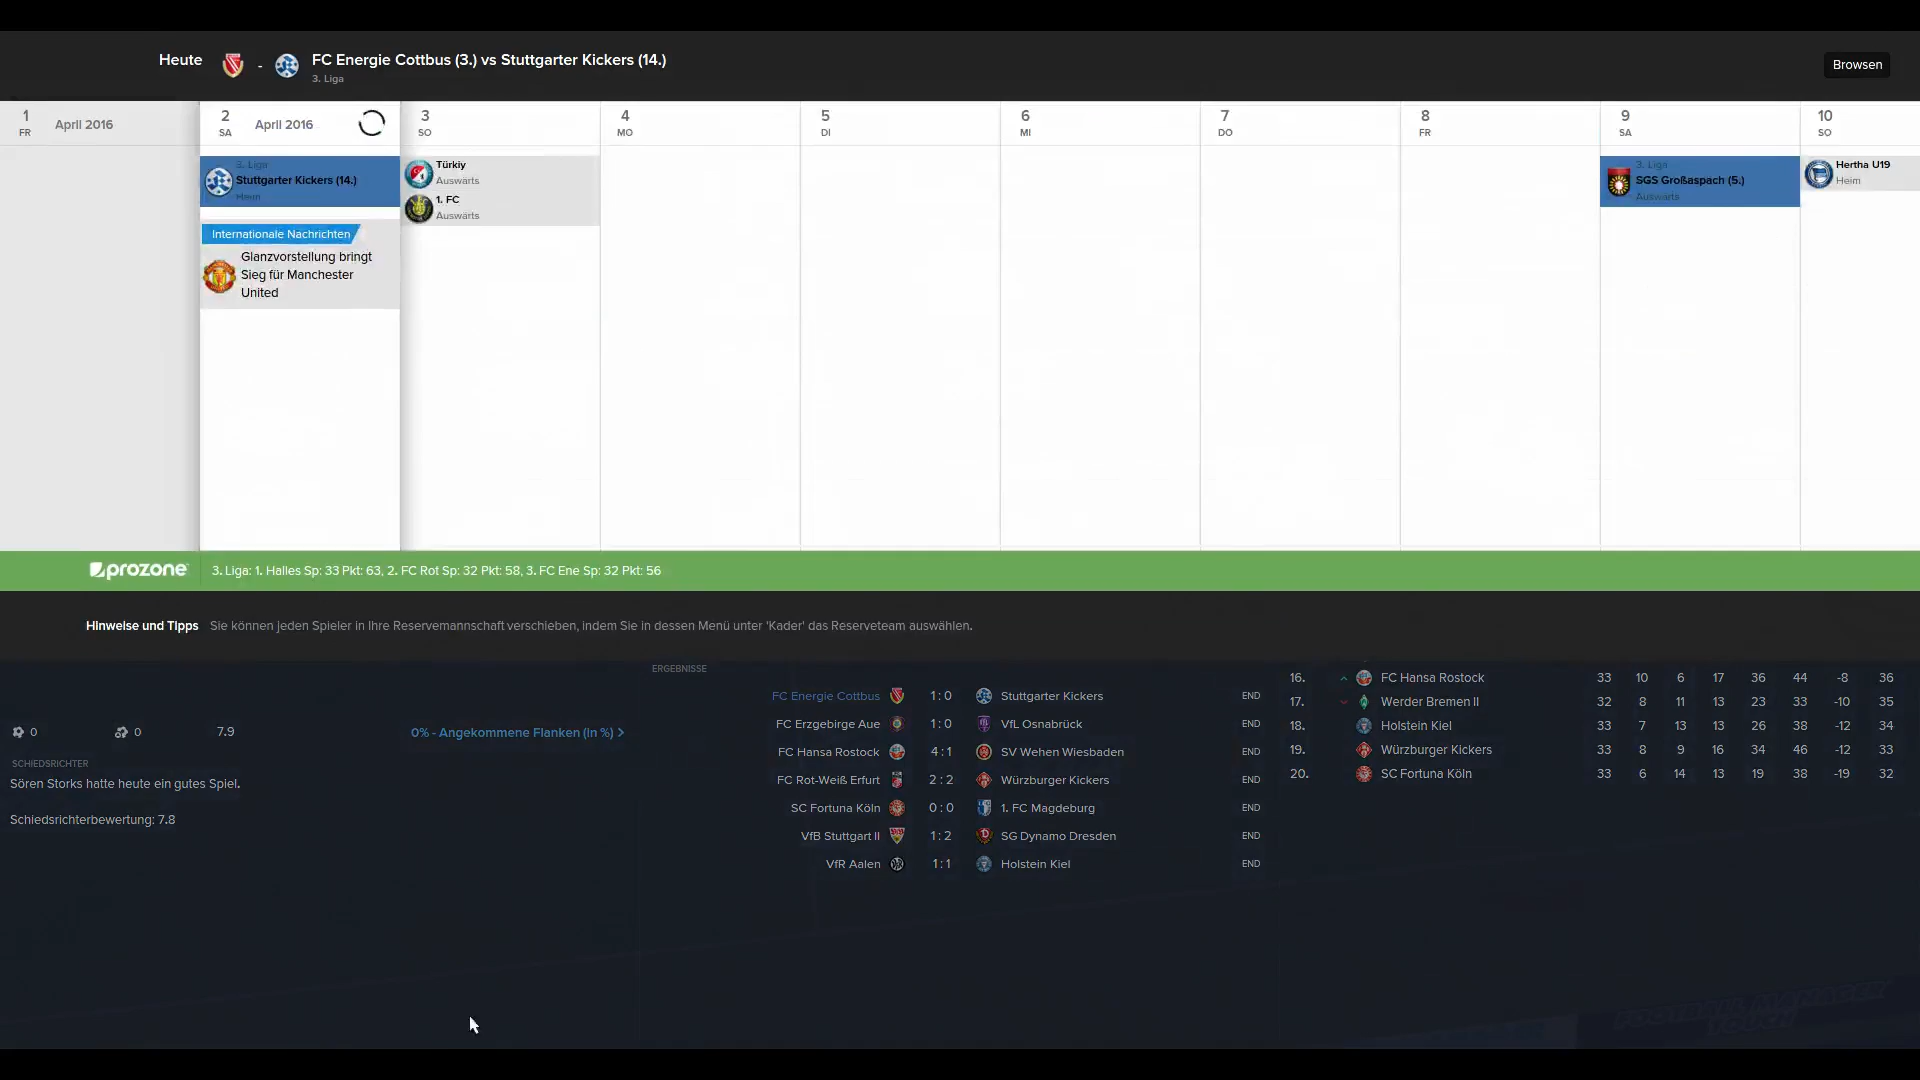 Heute
-
FC Energie Cottbus (3.) vs Stuttgarter Kickers (14.)
3. Liga
Browsen
1
FR
April 2016
2
SA
April 2016
3
SO
4
MO
5
DI
6
MI
7
DO
8
FR
9
SA
10
SO
3. Liga
Stuttgarter Kickers (14.)
Heim
Internationale Nachrichten
Glanzvorstellung bringt
Sieg für Manchester
United
Türkiy
Auswärts
1. FC
Auswärts
3. Liga
SGS Großaspach (5.)
Auswärts
Hertha U19
Heim
prozone
3. Liga: 1. Halles Sp: 33 Pkt: 63, 2. FC Rot Sp: 32 Pkt: 58, 3. FC Ene Sp: 32 Pkt: 56
Hinweise und Tipps Sie können jeden Spieler in Ihre Reservemannschaft verschieben, indem Sie in dessen Menü unter 'Kader' das Reserveteam auswählen.
0 0 7.9
0% - Angekommene Flanken (in %) >
SCHIEDSRICHTER
Sören Storks hatte heute ein gutes Spiel.
Schiedsrichterbewertung: 7.8
ERGEBNISSE
FC Energie Cottbus 1 : 0 Stuttgarter Kickers END
FC Erzgebirge Aue 1 : 0 VfL Osnabrück END
FC Hansa Rostock 4 : 1 SV Wehen Wiesbaden END
FC Rot-Weiß Erfurt 2 : 2 Würzburger Kickers END
SC Fortuna Köln 0 : 0 1. FC Magdeburg END
VfB Stuttgart II 1 : 2 SG Dynamo Dresden END
VfR Aalen 1 : 1 Holstein Kiel END
16. FC Hansa Rostock 33 10 6 17 36 44 -8 36
17. Werder Bremen II 32 8 11 13 23 33 -10 35
18. Holstein Kiel 33 7 13 13 26 38 -12 34
19. Würzburger Kickers 33 8 9 16 34 46 -12 33
20. SC Fortuna Köln 33 6 14 13 19 38 -19 32
FOOTBALL MANAGER
TOUCH